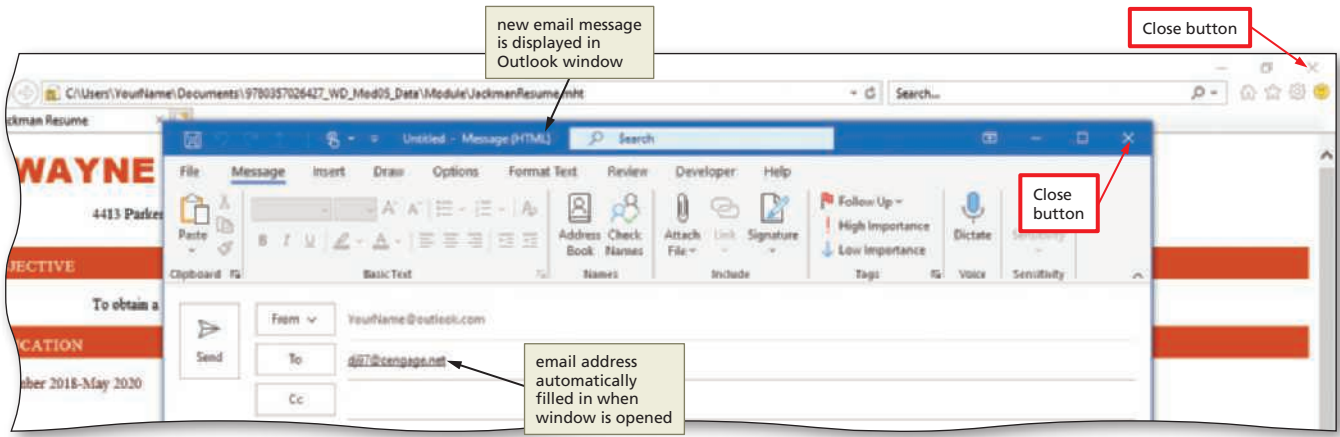 new email message
is displayed in
Outlook window
Close button
C:\Users\YourName\Documents\9780357026427_WD_Mod05_Data\Module\JackmanResume.mht
Search...
ckman Resume
Untitled - Message (HTML)
Search
WAYNE
File Message Insert Draw Options Format Text Review Developer Help
4413 Parker
Paste
B I U
Address Book
Check Names
Attach File
Link
Signature
Follow Up
High Importance
Low Importance
Dictate
Sensitivity
Close
button
Clipboard Basic Text Names Include Tags Voice Sensitivity
JECTIVE
To obtain a
Send
From
YourName@outlook.com
To
djj7@cengage.net
Cc
email address
automatically
filled in when
window is opened
CATION
mber 2018-May 2020